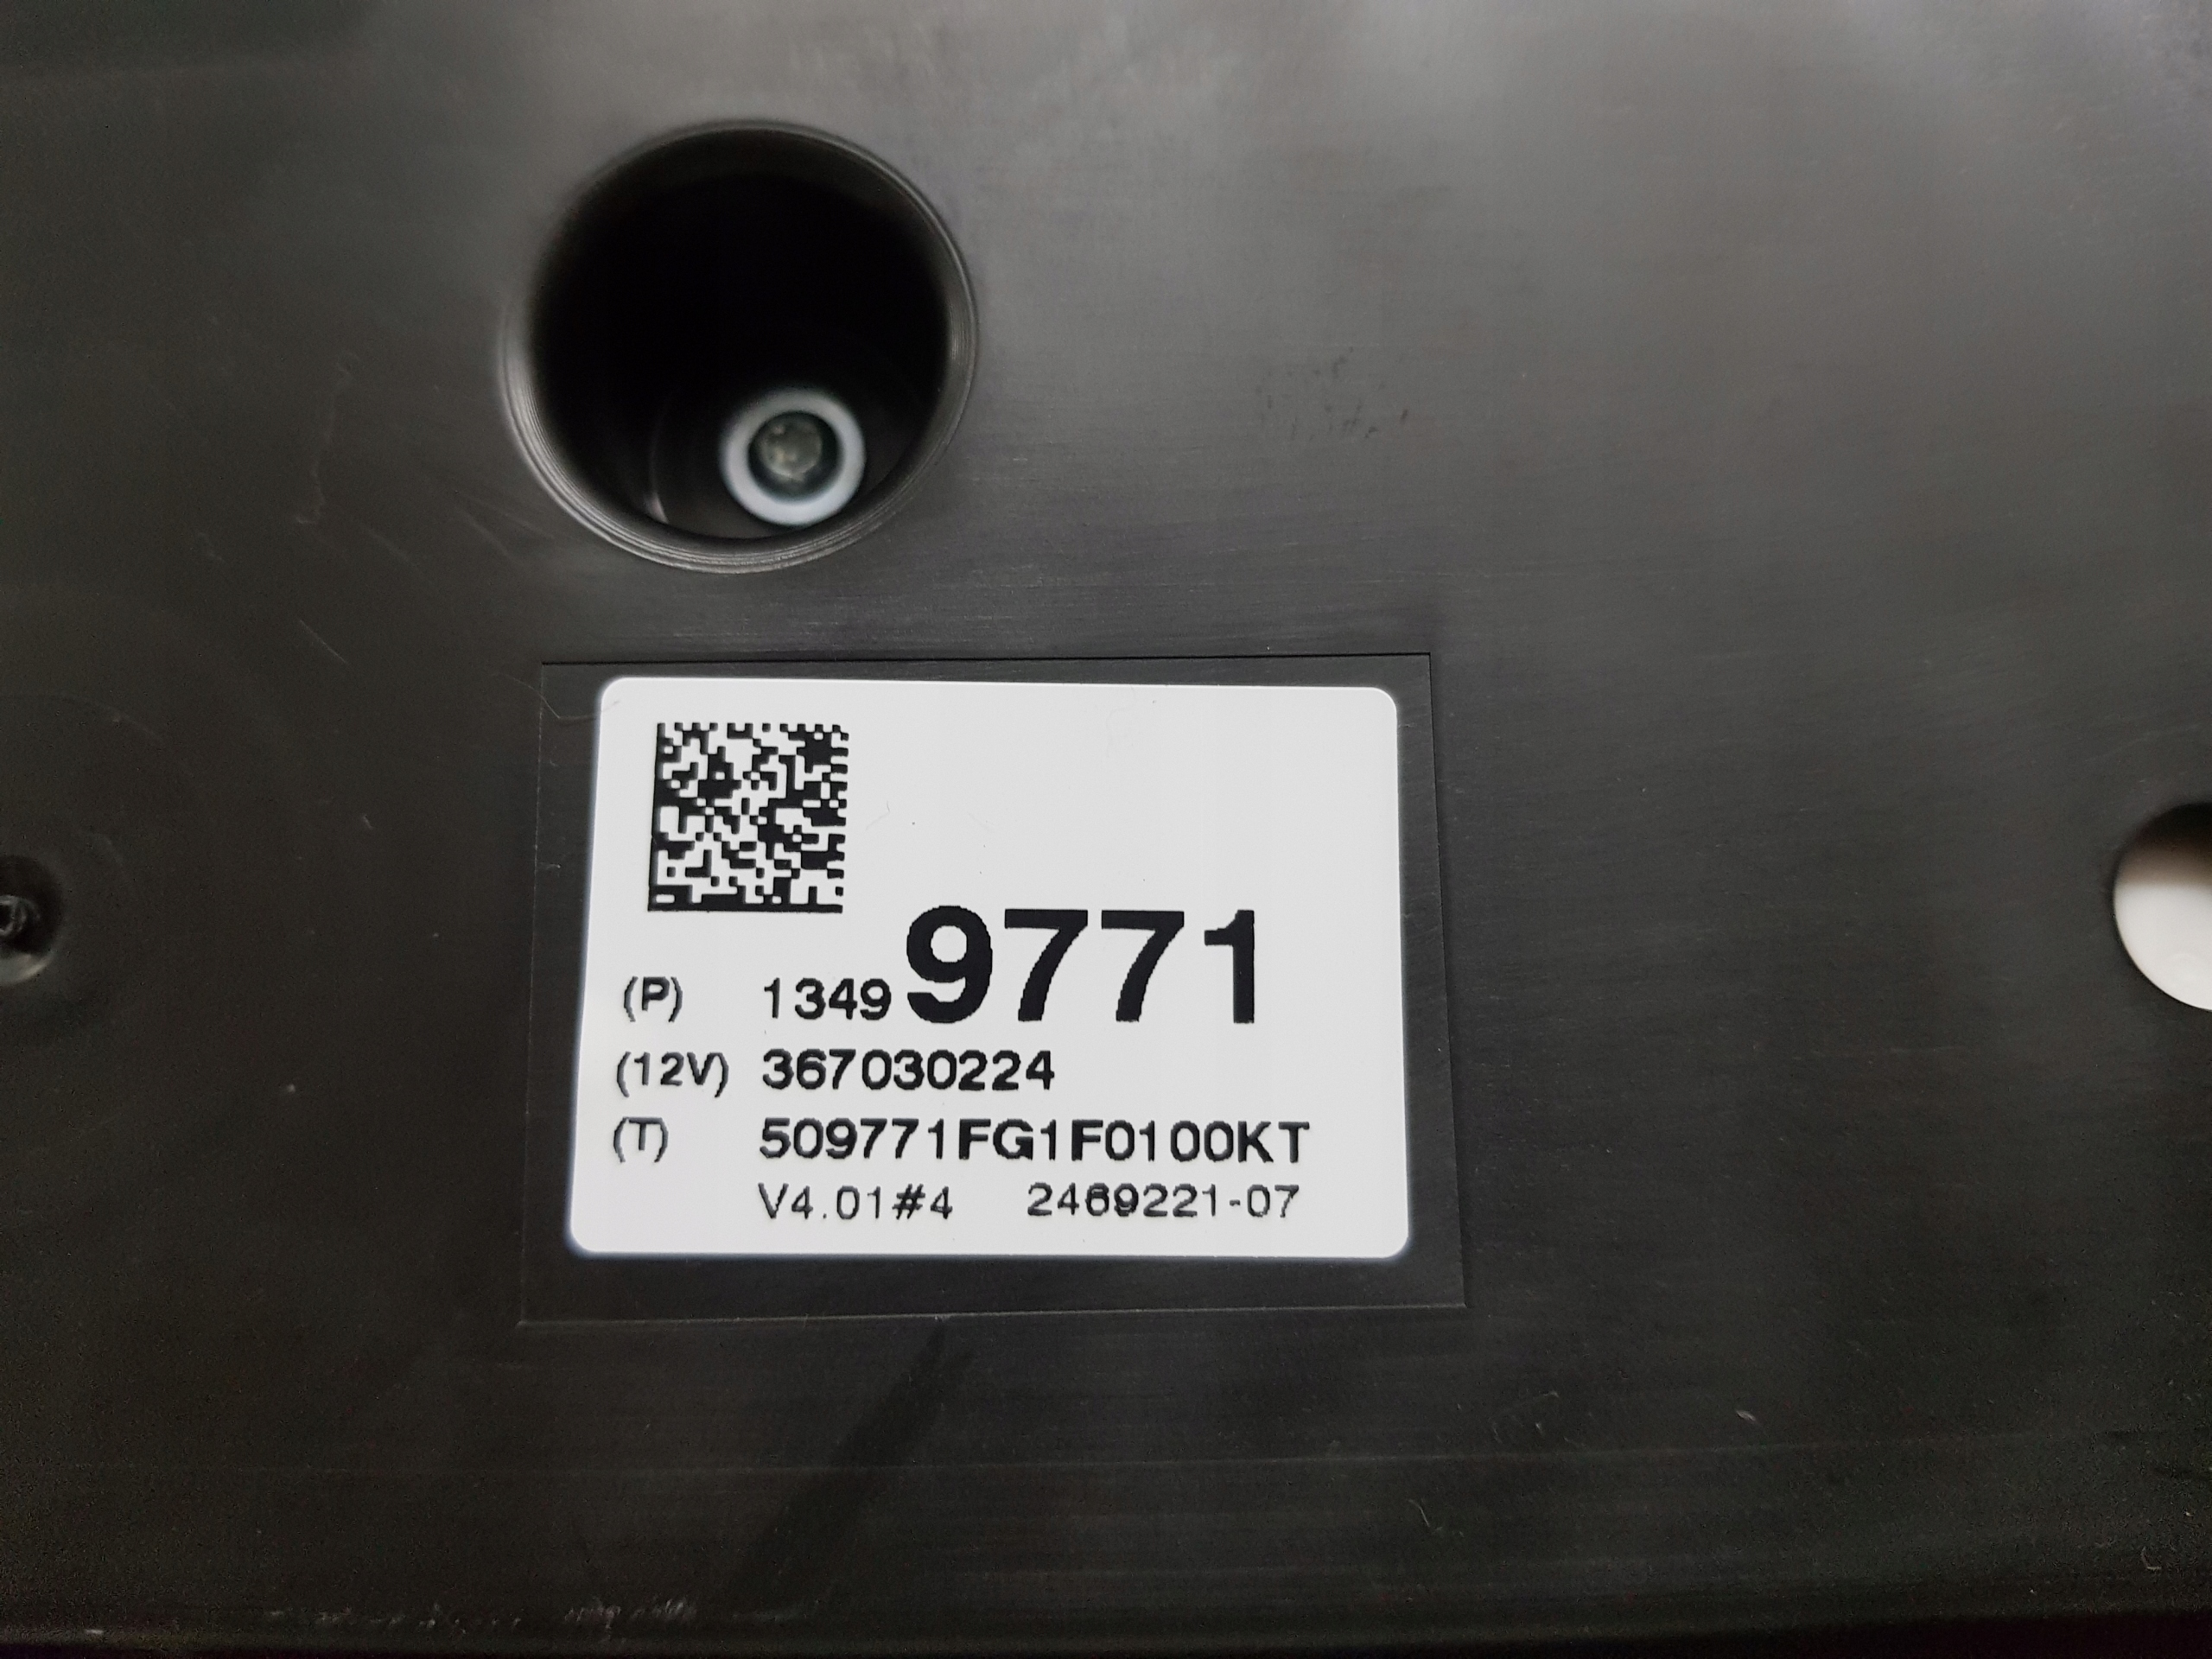 (P) 13499771
(12V) 367030224
(T) 509771FG1F0100KT
V4.01#4 2469221-07